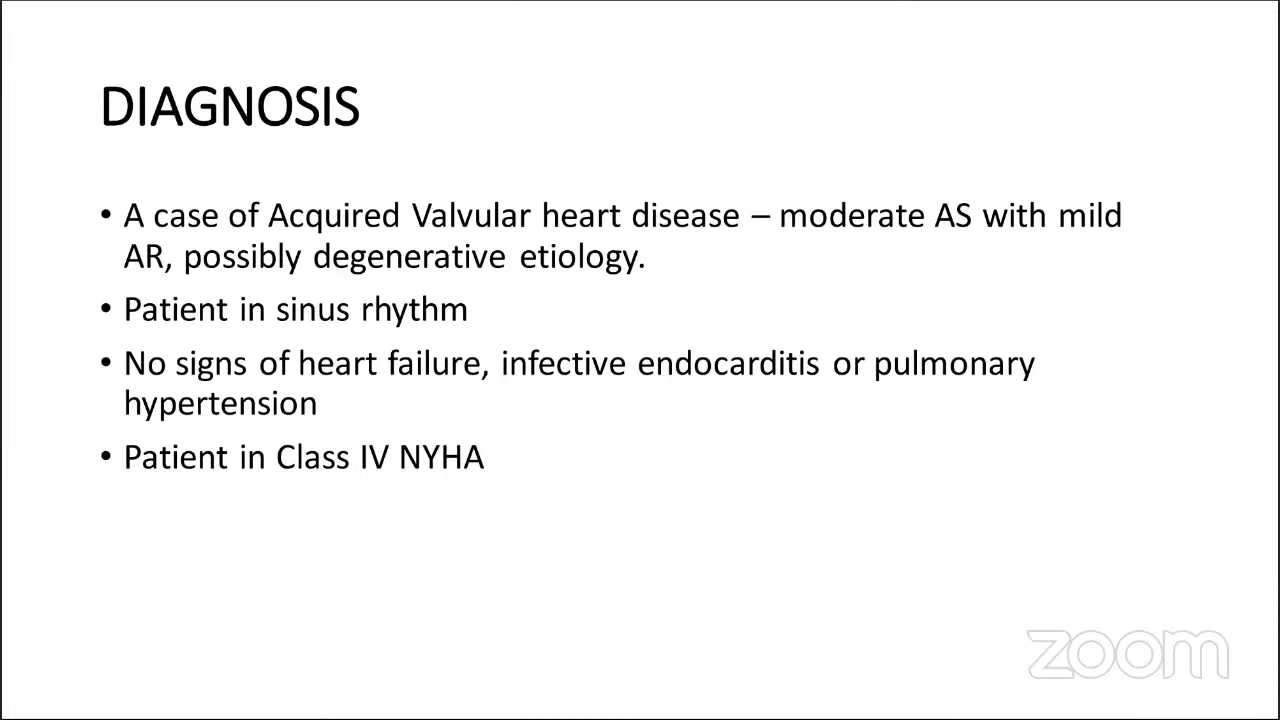 DIAGNOSIS
• A case of Acquired Valvular heart disease – moderate AS with mild
AR, possibly degenerative etiology.
• Patient in sinus rhythm
• No signs of heart failure, infective endocarditis or pulmonary
hypertension
• Patient in Class IV NYHA
zoom